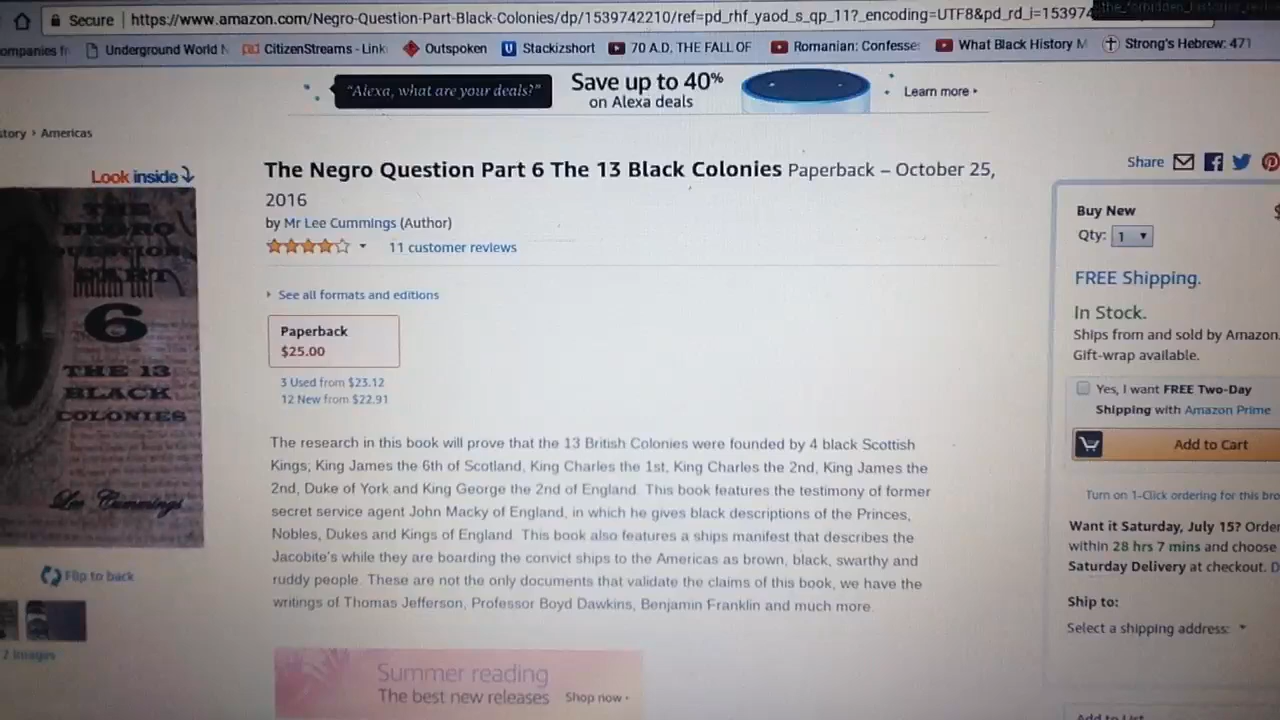 Secure | https://www.amazon.com/Negro-Question-Part-Black-Colonies/dp/1539742210/ref=pd_rhf_yaod_s_qp_11?_encoding=UTF8&pd_rd_i=153974
ompanies Underground World CitizenStreams - Link Outspoken Stackizshort 70 A.D. THE FALL OF Romanian: Confesse What Black History M Strong's Hebrew: 471
"Alexa, what are your deals?" Save up to 40% on Alexa deals Learn more
story › Americas
Look inside
THE
NEGRO
QUESTION
PART
6
THE 13
BLACK
COLONIES
Lee Cummings
Flip to back
2 Images
The Negro Question Part 6 The 13 Black Colonies Paperback – October 25,
2016
by Mr Lee Cummings (Author)
11 customer reviews
See all formats and editions
Paperback
$25.00
3 Used from $23.12
12 New from $22.91
The research in this book will prove that the 13 British Colonies were founded by 4 black Scottish
Kings; King James the 6th of Scotland, King Charles the 1st, King Charles the 2nd, King James the
2nd, Duke of York and King George the 2nd of England. This book features the testimony of former
secret service agent John Macky of England, in which he gives black descriptions of the Princes,
Nobles, Dukes and Kings of England. This book also features a ships manifest that describes the
Jacobite's while they are boarding the convict ships to the Americas as brown, black, swarthy and
ruddy people. These are not the only documents that validate the claims of this book, we have the
writings of Thomas Jefferson, Professor Boyd Dawkins, Benjamin Franklin and much more.
Summer reading
The best new releases Shop now
Share
Buy New
Qty: 1
FREE Shipping.
In Stock.
Ships from and sold by Amazon.
Gift-wrap available.
Yes, I want FREE Two-Day
Shipping with Amazon Prime
Add to Cart
Turn on 1-Click ordering for this bro
Want it Saturday, July 15? Order
within 28 hrs 7 mins and choose
Saturday Delivery at checkout. D
Ship to:
Select a shipping address:
Add to List